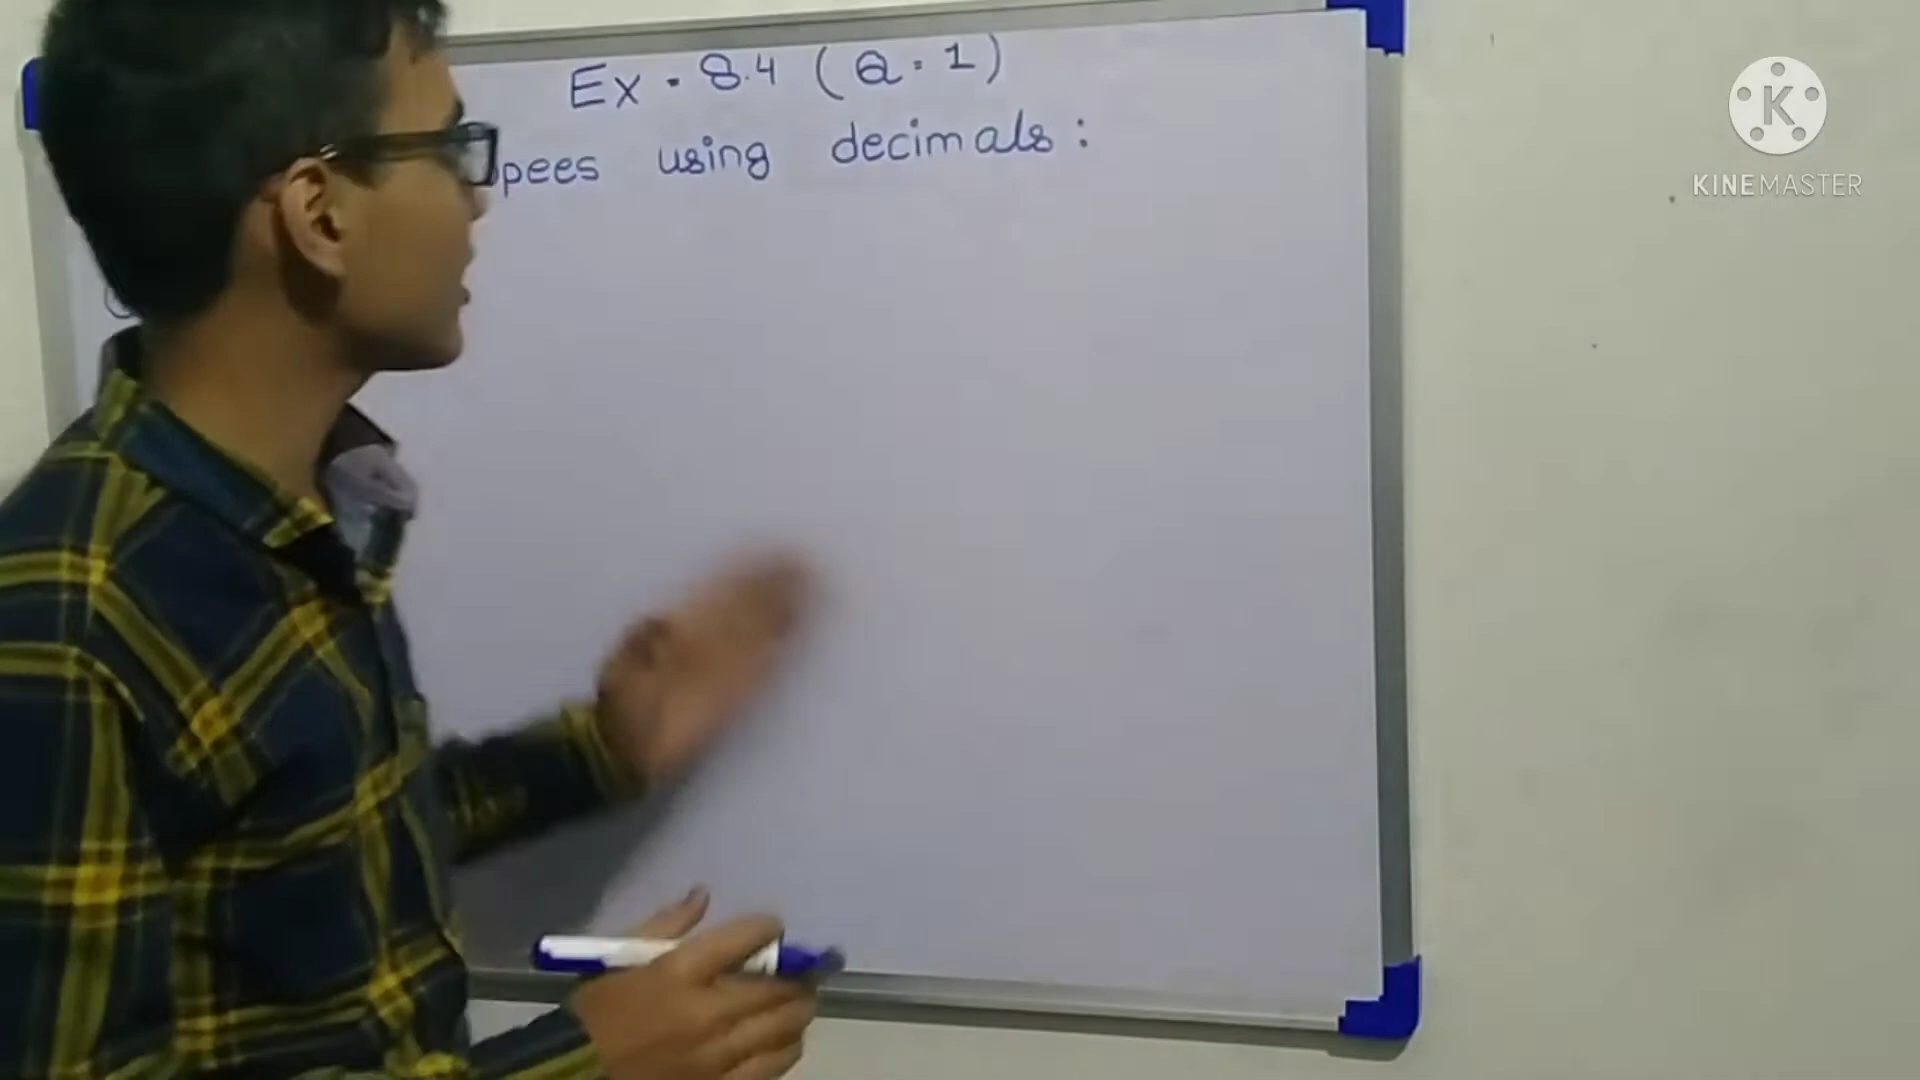 Ex. 8.4 (Q. 1)
pees using decimals:
K
KINEMASTER